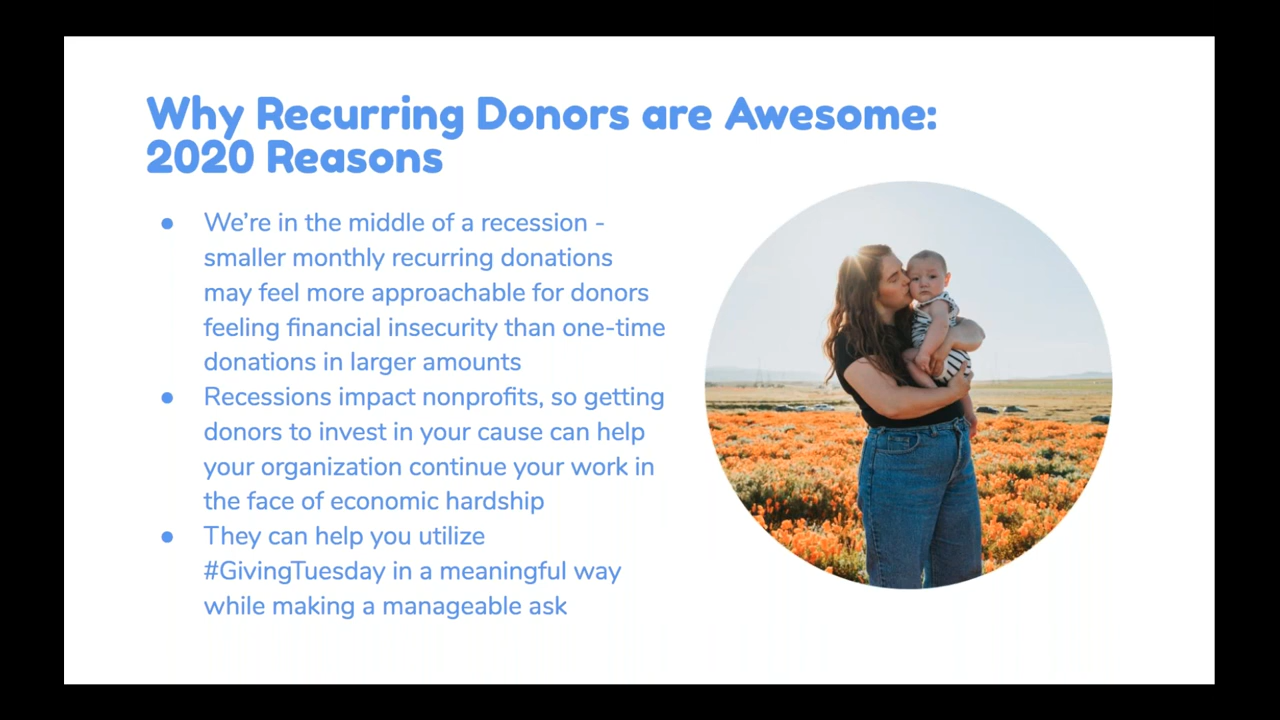 Why Recurring Donors are Awesome:
2020 Reasons
● We’re in the middle of a recession -
smaller monthly recurring donations
may feel more approachable for donors
feeling financial insecurity than one-time
donations in larger amounts
● Recessions impact nonprofits, so getting
donors to invest in your cause can help
your organization continue your work in
the face of economic hardship
● They can help you utilize
#GivingTuesday in a meaningful way
while making a manageable ask